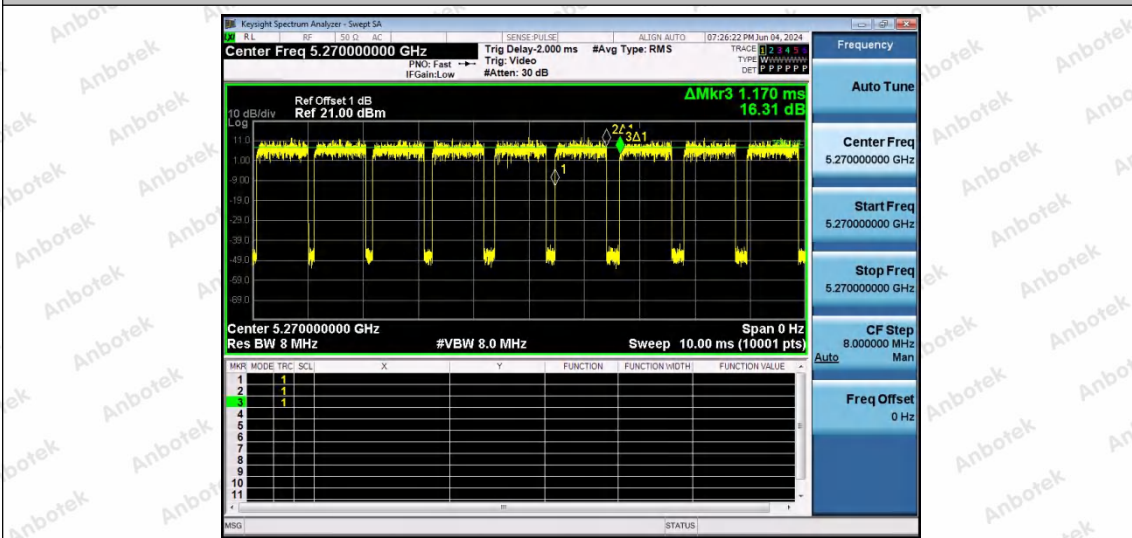 Keysight Spectrum Analyzer - Swept SA
RL RF 50 Ω AC SENSE:PULSE ALIGN AUTO 07:26:22 PM Jun 04, 2024
Center Freq 5.270000000 GHz
PNO: Fast
IFGain:Low
Trig Delay-2.000 ms
Trig: Video
#Atten: 30 dB
#Avg Type: RMS
TRACE 1 2 3 4 5 6
TYPE W
DET P P P P P P
ΔMkr3 1.170 ms
16.31 dB
Ref Offset 1 dB
10 dB/div Ref 21.00 dBm
Log
11.0
1.00
-9.00
-19.0
-29.0
-39.0
-49.0
-59.0
-69.0
2Δ1
3Δ1
1
Center 5.270000000 GHz Span 0 Hz
Res BW 8 MHz #VBW 8.0 MHz Sweep 10.00 ms (10001 pts)
MKR MODE TRC SCL X Y FUNCTION FUNCTION WIDTH FUNCTION VALUE
1 1
2 1
3 1
4
5
6
7
8
9
10
11
MSG STATUS
Frequency
Auto Tune
Center Freq
5.270000000 GHz
Start Freq
5.270000000 GHz
Stop Freq
5.270000000 GHz
CF Step
8.000000 MHz
Auto Man
Freq Offset
0 Hz
Anbotek